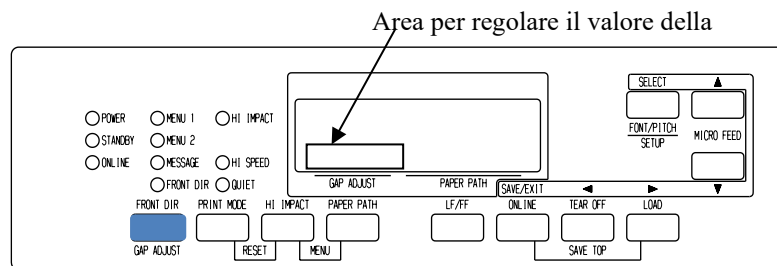 Area per regolare il valore della
SELECT ▲
POWER MENU 1 HI IMPACT
STANDBY MENU 2
ONLINE MESSAGE HI SPEED
FRONT DIR QUIET
FONT/PITCH
SETUP
MICRO FEED
GAP ADJUST PAPER PATH
SAVE/EXIT ◀ ▶ ▼
FRONT DIR PRINT MODE HI IMPACT PAPER PATH LF/FF ONLINE TEAR OFF LOAD
GAP ADJUST RESET MENU SAVE TOP